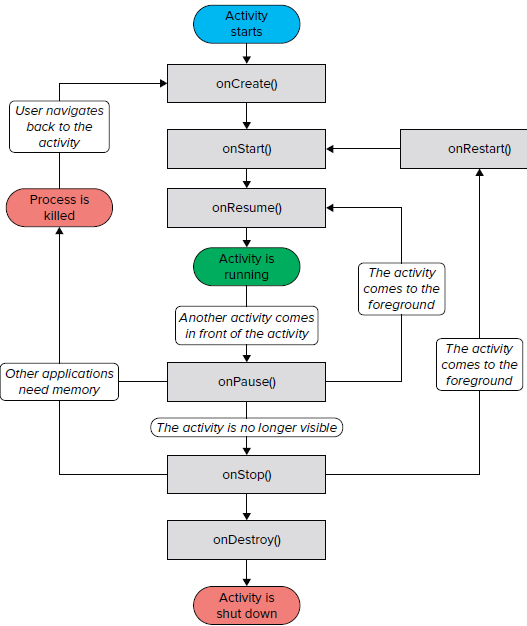 Activity
starts
onCreate()
User navigates
back to the
activity
onStart()
onRestart()
Process is
killed
onResume()
Activity is
running
The activity
comes to the
foreground
Another activity comes
in front of the activity
The activity
comes to the
foreground
Other applications
need memory
onPause()
The activity is no longer visible
onStop()
onDestroy()
Activity is
shut down